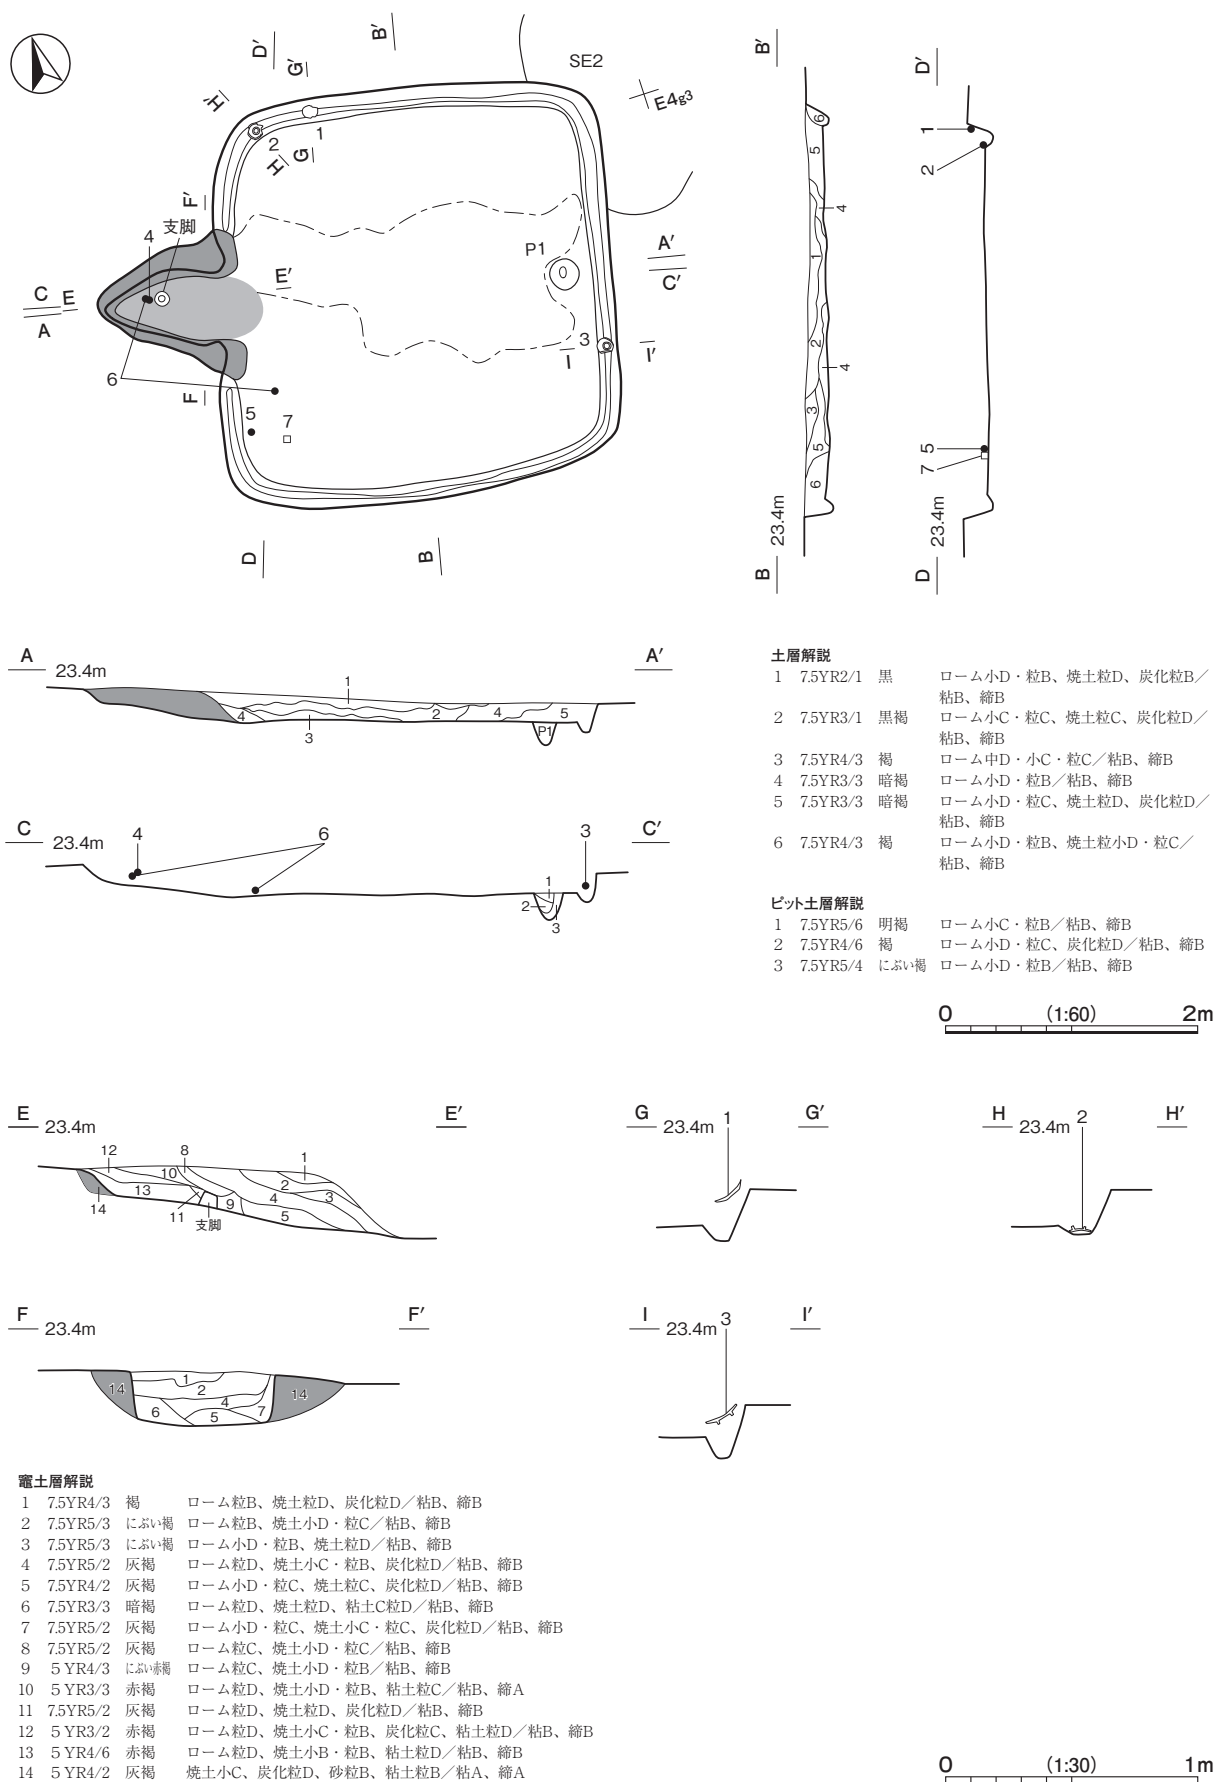 D′
G′
B′
H′
SE2
E4g3
1
2
H
G
F′
支脚
4
P1
A′
C′
E′
C
E
A
3
I
I′
6
F
5
7
D
B
B′
6
5
4
1
2
4
3
5
6
23.4m
B
D′
1
2
5
7
23.4m
D
A 23.4m A′
1
4 2 4 5
3
P1
C 23.4m C′
4 6 3
1
2
3
土層解説
1 7.5YR2/1 黒 ローム小D・粒B、焼土粒D、炭化粒B／
粘B、締B
2 7.5YR3/1 黒褐 ローム小C・粒C、焼土粒C、炭化粒D／
粘B、締B
3 7.5YR4/3 褐 ローム中D・小C・粒C／粘B、締B
4 7.5YR3/3 暗褐 ローム小D・粒B／粘B、締B
5 7.5YR3/3 暗褐 ローム小D・粒C、焼土粒D、炭化粒D／
粘B、締B
6 7.5YR4/3 褐 ローム小D・粒B、焼土粒小D・粒C／
粘B、締B
ピット土層解説
1 7.5YR5/6 明褐 ローム小C・粒B／粘B、締B
2 7.5YR4/6 褐 ローム小D・粒C、炭化粒D／粘B、締B
3 7.5YR5/4 にぶい褐 ローム小D・粒B／粘B、締B
0 (1:60) 2m
E 23.4m E′
12 8 1
10 2
13 4 3
14 11 支脚 9 5
G 23.4m 1 G′
H 23.4m 2 H′
F 23.4m F′
14 1 14
2
4
6 5 7
I 23.4m 3 I′
竈土層解説
1 7.5YR4/3 褐 ローム粒B、焼土粒D、炭化粒D／粘B、締B
2 7.5YR5/3 にぶい褐 ローム粒B、焼土小D・粒C／粘B、締B
3 7.5YR5/3 にぶい褐 ローム小D・粒B、焼土粒D／粘B、締B
4 7.5YR5/2 灰褐 ローム粒D、焼土小C・粒B、炭化粒D／粘B、締B
5 7.5YR4/2 灰褐 ローム小D・粒C、焼土粒C、炭化粒D／粘B、締B
6 7.5YR3/3 暗褐 ローム粒D、焼土粒D、粘土C粒D／粘B、締B
7 7.5YR5/2 灰褐 ローム小D・粒C、焼土小C・粒C、炭化粒D／粘B、締B
8 7.5YR5/2 灰褐 ローム粒C、焼土小D・粒C／粘B、締B
9 5YR4/3 にぶい赤褐 ローム粒C、焼土小D・粒B／粘B、締B
10 5YR3/3 赤褐 ローム粒D、焼土小D・粒B、粘土粒C／粘B、締A
11 7.5YR5/2 灰褐 ローム粒D、焼土粒D、炭化粒D／粘B、締B
12 5YR3/2 赤褐 ローム粒D、焼土小C・粒B、炭化粒C、粘土粒D／粘B、締B
13 5YR4/6 赤褐 ローム粒D、焼土小B・粒B、粘土粒D／粘B、締B
14 5YR4/2 灰褐 焼土小C、炭化粒D、砂粒B、粘土粒B／粘A、締A
0 (1:30) 1m